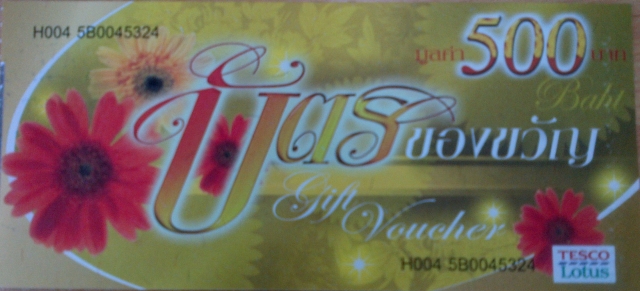 H004 5B0045324
มูลค่า 500 บาท
Baht
บัตรของขวัญ
Gift Voucher
H004 5B0045324
TESCO
Lotus